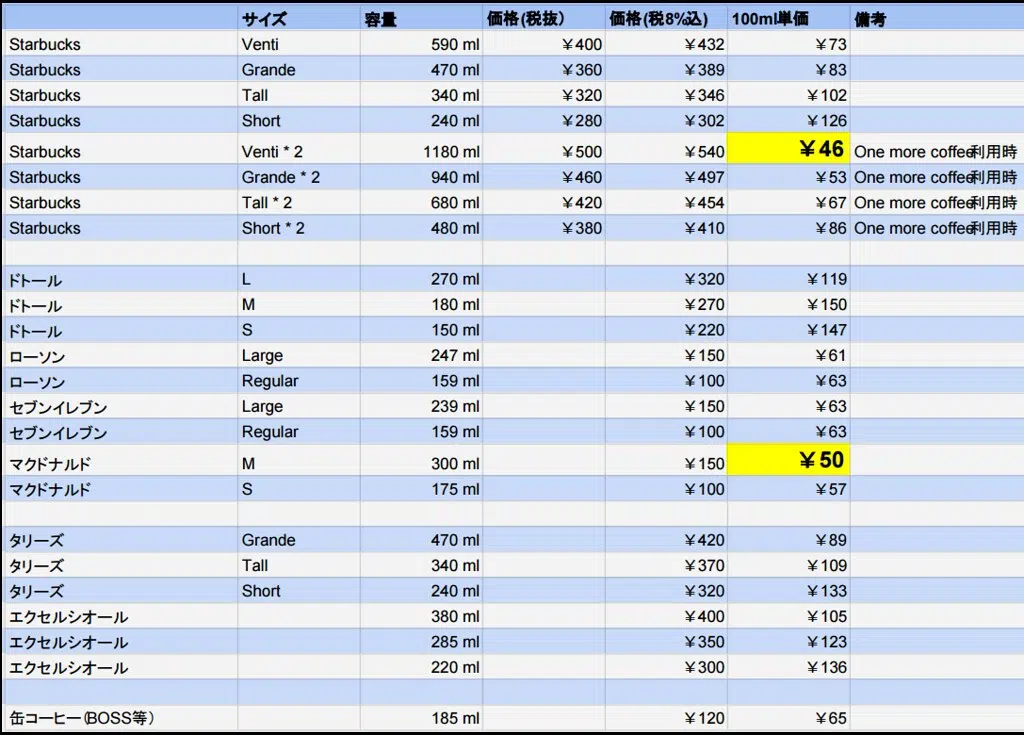 サイズ 容量 価格(税抜) 価格(税8%込) 100ml単価 備考
Starbucks Venti 590 ml ￥400 ￥432 ￥73
Starbucks Grande 470 ml ￥360 ￥389 ￥83
Starbucks Tall 340 ml ￥320 ￥346 ￥102
Starbucks Short 240 ml ￥280 ￥302 ￥126
Starbucks Venti * 2 1180 ml ￥500 ￥540 ￥46 One more coffee利用時
Starbucks Grande * 2 940 ml ￥460 ￥497 ￥53 One more coffee利用時
Starbucks Tall * 2 680 ml ￥420 ￥454 ￥67 One more coffee利用時
Starbucks Short * 2 480 ml ￥380 ￥410 ￥86 One more coffee利用時
ドトール L 270 ml ￥320 ￥119
ドトール M 180 ml ￥270 ￥150
ドトール S 150 ml ￥220 ￥147
ローソン Large 247 ml ￥150 ￥61
ローソン Regular 159 ml ￥100 ￥63
セブンイレブン Large 239 ml ￥150 ￥63
セブンイレブン Regular 159 ml ￥100 ￥63
マクドナルド M 300 ml ￥150 ￥50
マクドナルド S 175 ml ￥100 ￥57
タリーズ Grande 470 ml ￥420 ￥89
タリーズ Tall 340 ml ￥370 ￥109
タリーズ Short 240 ml ￥320 ￥133
エクセルシオール 380 ml ￥400 ￥105
エクセルシオール 285 ml ￥350 ￥123
エクセルシオール 220 ml ￥300 ￥136
缶コーヒー(BOSS等) 185 ml ￥120 ￥65